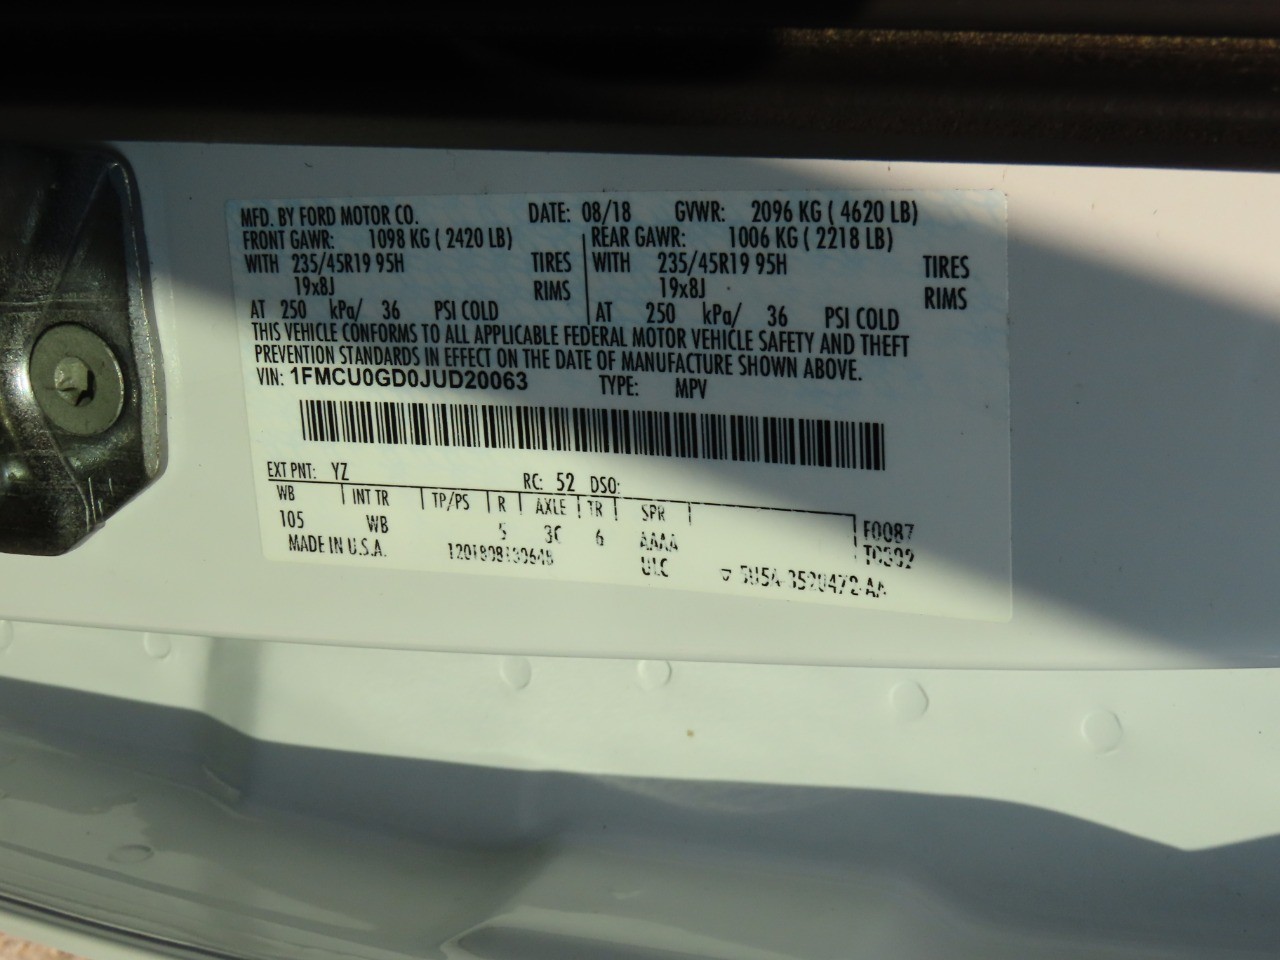 MFD. BY FORD MOTOR CO. DATE: 08/18 GVWR: 2096 KG ( 4620 LB)
FRONT GAWR: 1098 KG ( 2420 LB) REAR GAWR: 1006 KG ( 2218 LB)
WITH 235/45R19 95H TIRES WITH 235/45R19 95H TIRES
19x8J RIMS 19x8J RIMS
AT 250 kPa/ 36 PSI COLD AT 250 kPa/ 36 PSI COLD
THIS VEHICLE CONFORMS TO ALL APPLICABLE FEDERAL MOTOR VEHICLE SAFETY AND THEFT
PREVENTION STANDARDS IN EFFECT ON THE DATE OF MANUFACTURE SHOWN ABOVE.
VIN: 1FMCU0GD0JUD20063 TYPE: MPV
EXT PNT: YZ RC: 52 DSO:
WB INT TR TP/PS R AXLE TR SPR
105 WB 5 3C 6 AAAA F0087
MADE IN U.S.A. ULC